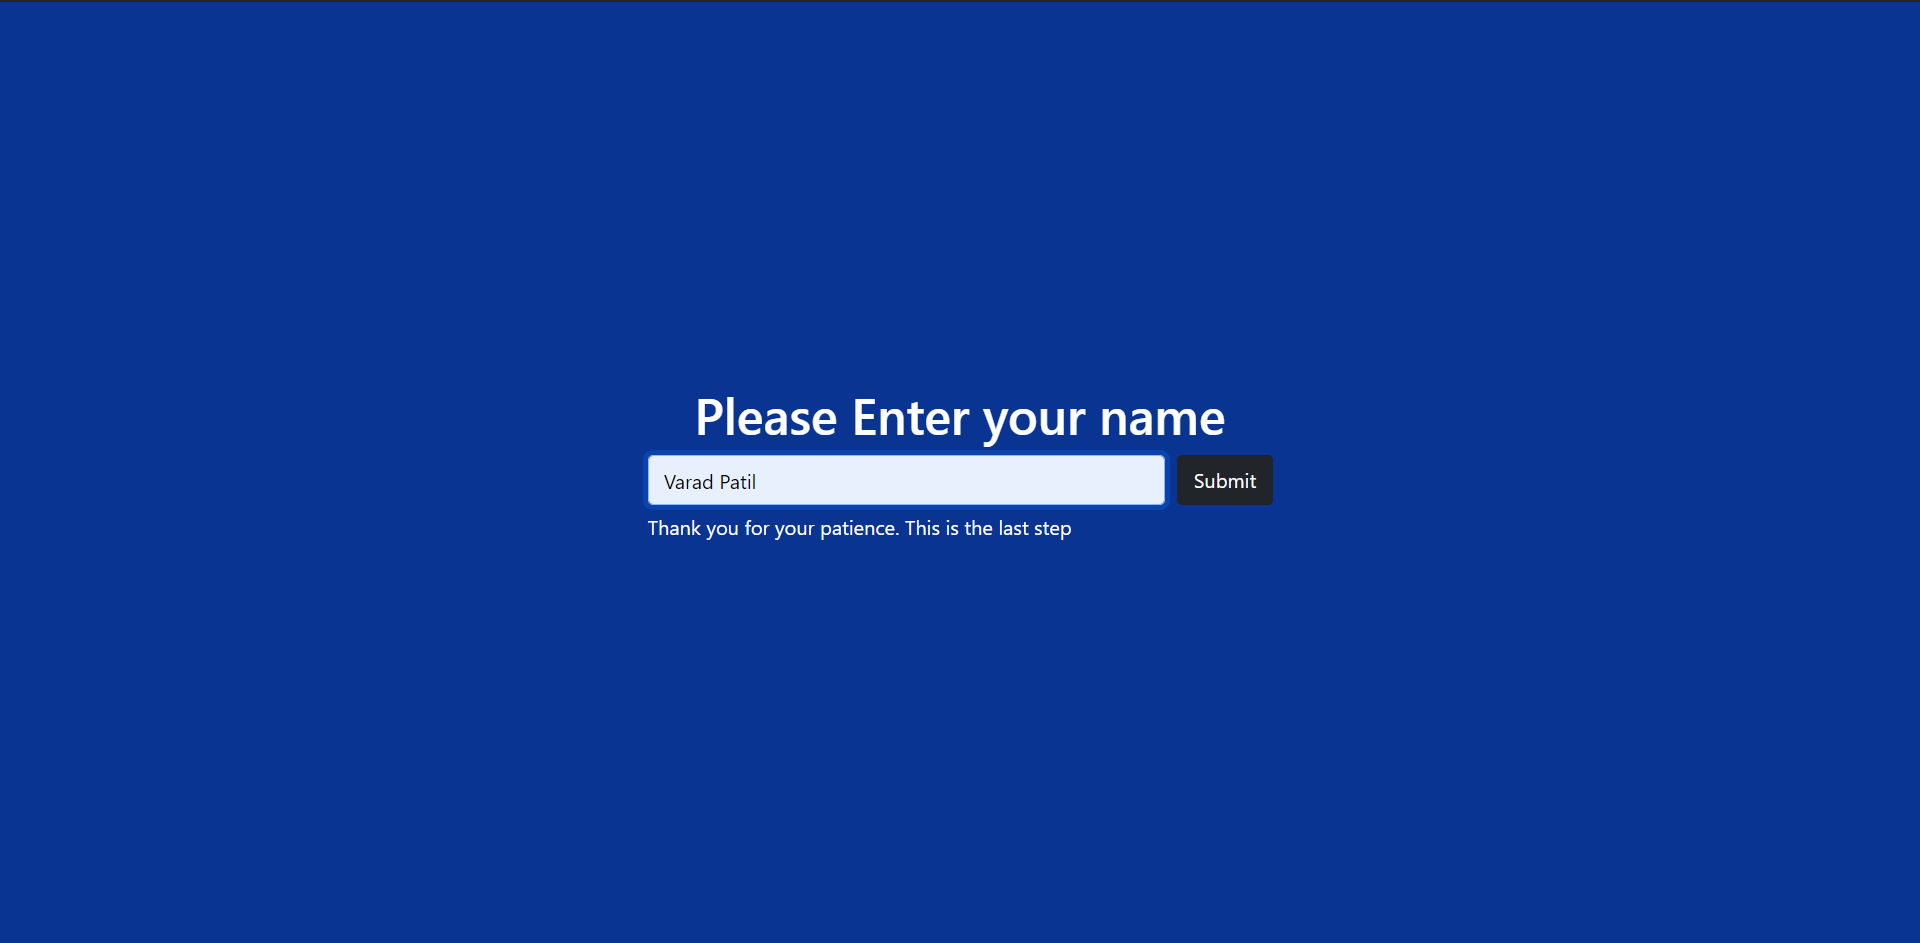 Please Enter your name
Varad Patil
Submit
Thank you for your patience. This is the last step